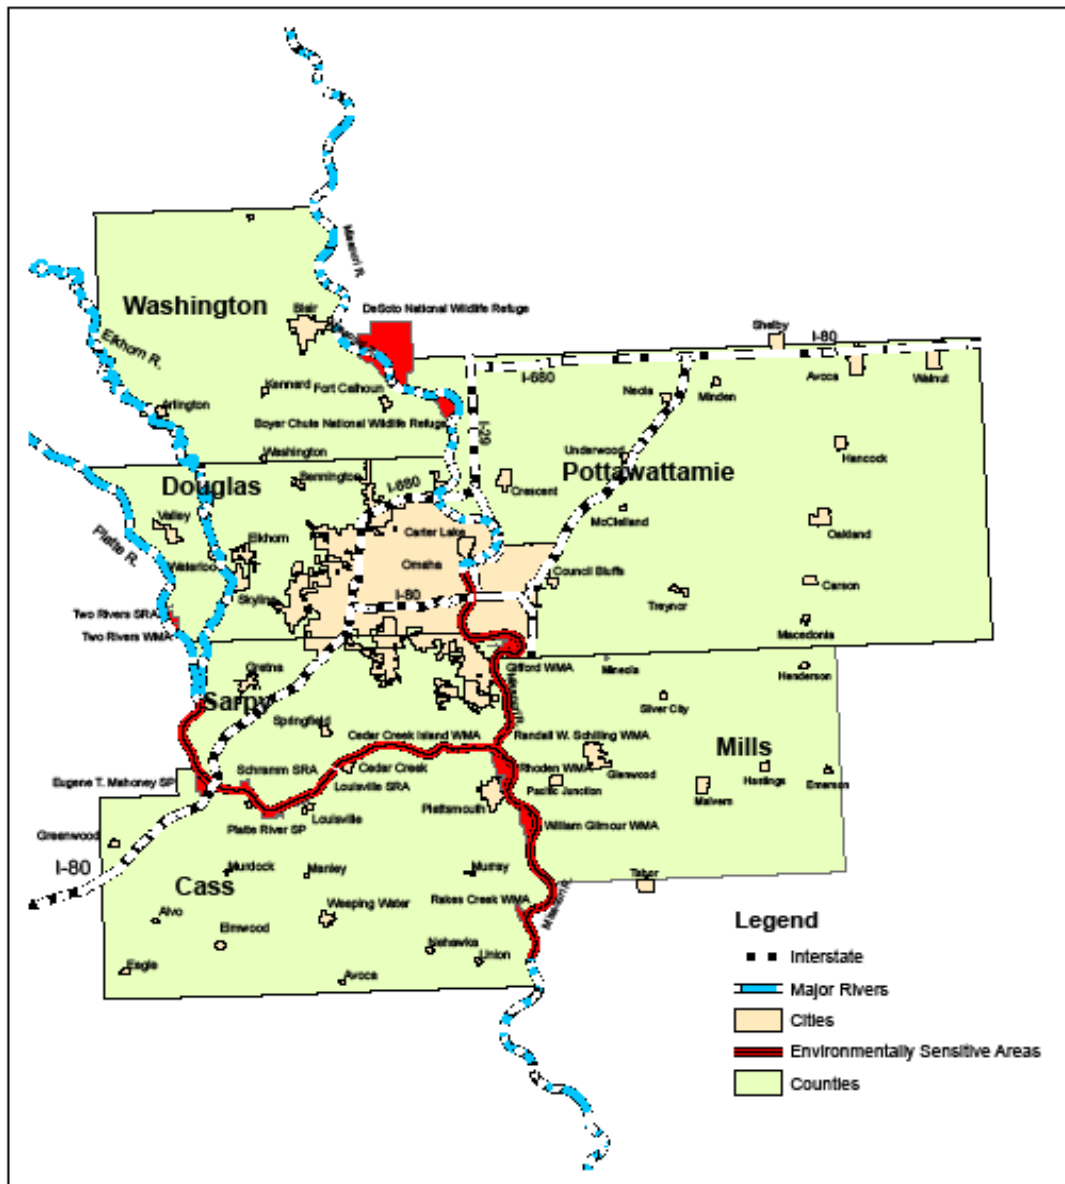 Missouri R.
Washington
DeSoto National Wildlife Refuge
Blair
Shelby
I-80
Elkhorn R.
I-680
Avoca
Walnut
Kennard
Fort Calhoun
Neola
Minden
Arlington
Boyer Chute National Wildlife Refuge
I-29
Washington
Underwood
Hancock
Pottawattamie
Bennington
Douglas
I-680
Crescent
Valley
McClelland
Platte R.
Elkhorn
Carter Lake
Oakland
Waterloo
Omaha
Council Bluffs
Skyline
I-80
Treynor
Carson
Two Rivers SRA
Two Rivers WMA
Macedonia
Gretna
Gifford WMA
Mineola
Henderson
Missouri R.
Sarpy
Silver City
Springfield
Cedar Creek Island WMA
Randall W. Schilling WMA
Mills
Schramm SRA
Cedar Creek
Rhoden WMA
Glenwood
Hastings
Emerson
Eugene T. Mahoney SP
Louisville SRA
Plattsmouth
Pacific Junction
Malvern
Platte River SP
Louisville
William Gilmour WMA
Greenwood
I-80
Murdock
Manley
Murray
Tabor
Cass
Rakes Creek WMA
Missouri R.
Alvo
Weeping Water
Elmwood
Nehawka
Union
Eagle
Avoca
Legend
Interstate
Major Rivers
Cities
Environmentally Sensitive Areas
Counties